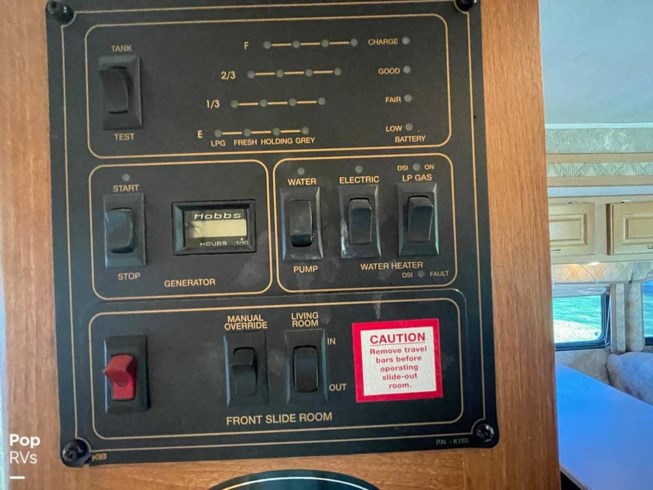 TANK
TEST
F
2/3
1/3
E
LPG FRESH HOLDING GREY
CHARGE
GOOD
FAIR
LOW
BATTERY
START
STOP
Hobbs
HOURS
GENERATOR
WATER
PUMP
ELECTRIC
DSI ON
LP GAS
WATER HEATER
DSI FAULT
MANUAL
OVERRIDE
LIVING
ROOM
IN
OUT
FRONT SLIDE ROOM
CAUTION
Remove travel
bars before
operating
slide-out
room.
Pop
RVs